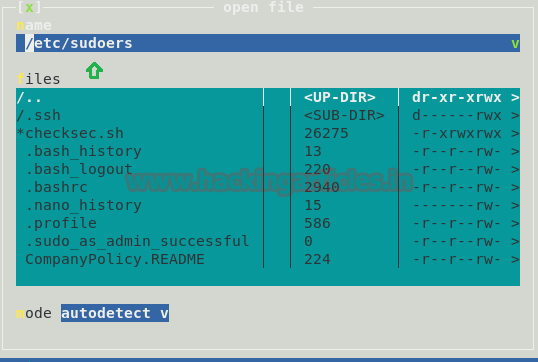 [x] open file
name
/etc/sudoers v
files
/.. <UP-DIR> dr-xr-xrwx >
/.ssh <SUB-DIR> d------rwx >
*checksec.sh 26275 -r-xrwxrwx >
.bash_history 13 -r--r--rw- >
.bash_logout 220 -r--r--rw- >
www.hackingarticles.in
.bashrc 2940 -r--r--rw- >
.nano_history 15 -------rw- >
.profile 586 -r--r--rw- >
.sudo_as_admin_successful 0 -r--r--rw- >
CompanyPolicy.README 224 -r--r--rw- >
mode autodetect v